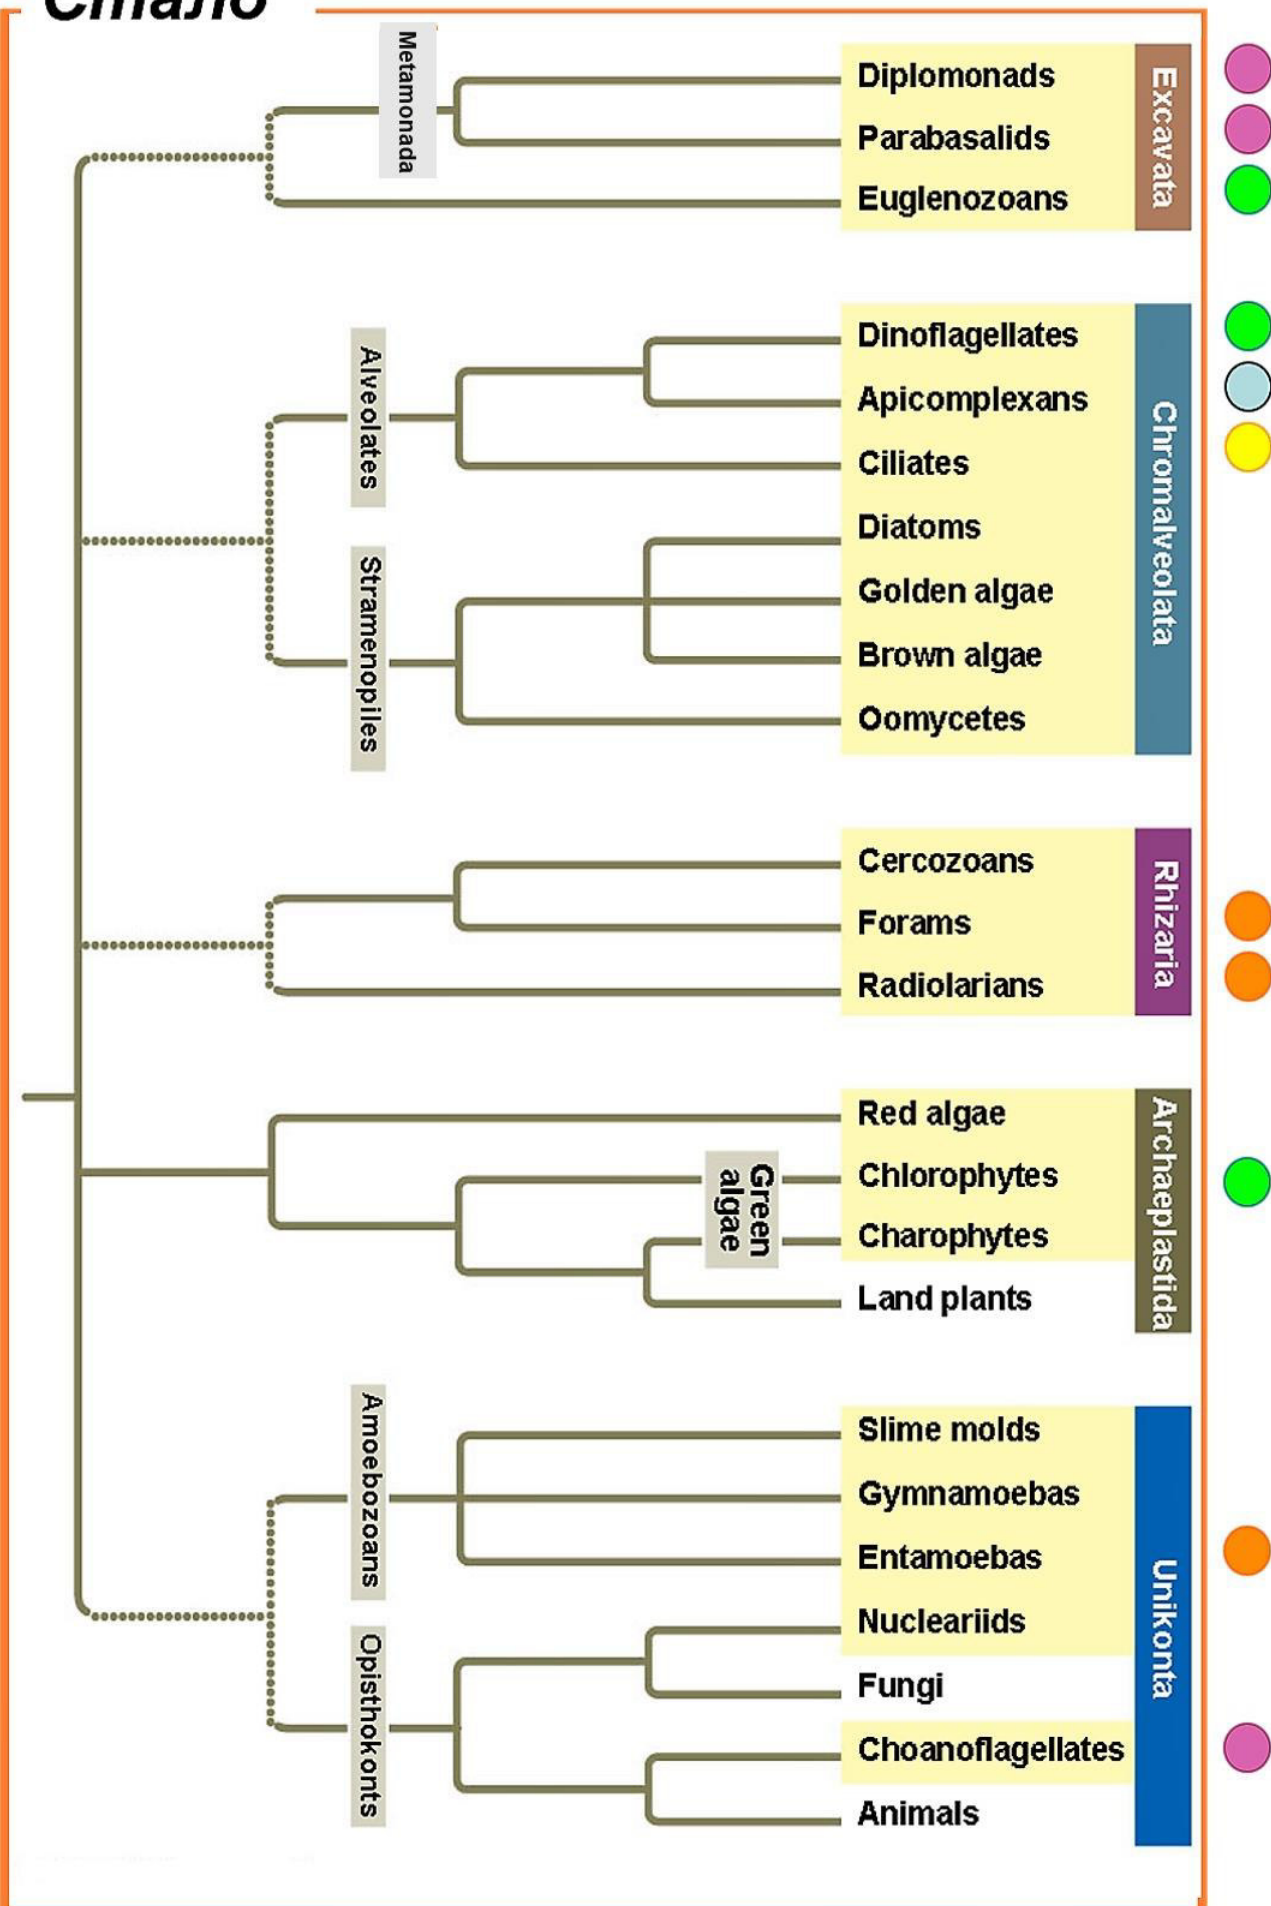 Стало
Metamonada
Diplomonads
Parabasalids
Euglenozoans
Excavata
Alveolates
Dinoflagellates
Apicomplexans
Ciliates
Stramenopiles
Diatoms
Golden algae
Brown algae
Oomycetes
Chromalveolata
Cercozoans
Forams
Radiolarians
Rhizaria
Red algae
Green
algae
Chlorophytes
Charophytes
Land plants
Archaeplastida
Amoebozoans
Slime molds
Gymnamoebas
Entamoebas
Opisthokonts
Nucleariids
Fungi
Choanoflagellates
Animals
Unikonta